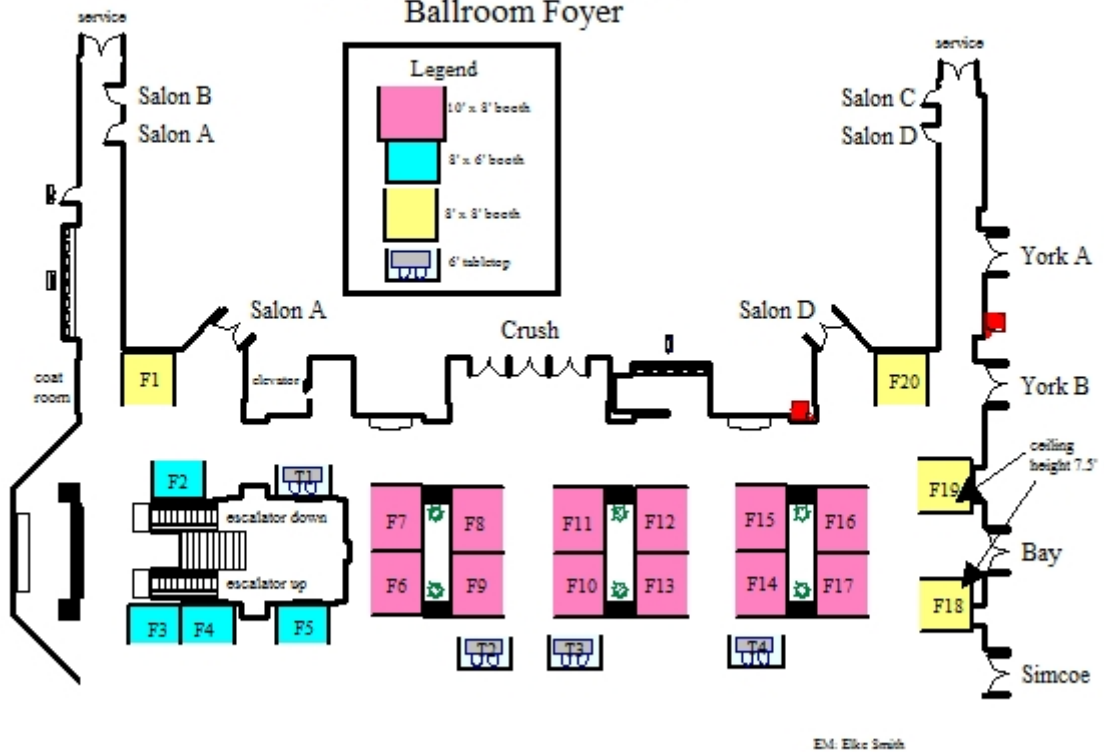 Ballroom Foyer
service
service
Legend
10' x 8' booth
8' x 6' booth
8' x 8' booth
6' tabletop
Salon B
Salon A
Salon C
Salon D
York A
Salon A
Crush
Salon D
York B
coat
room
F1
elevator
F20
ceiling
height 7.5'
F2
T1
F19
escalator down
F7
F8
F11
F12
F15
F16
Bay
escalator up
F6
F9
F10
F13
F14
F17
F3
F4
F5
F18
T2
T3
T4
Simcoe
EM: Elke Smith